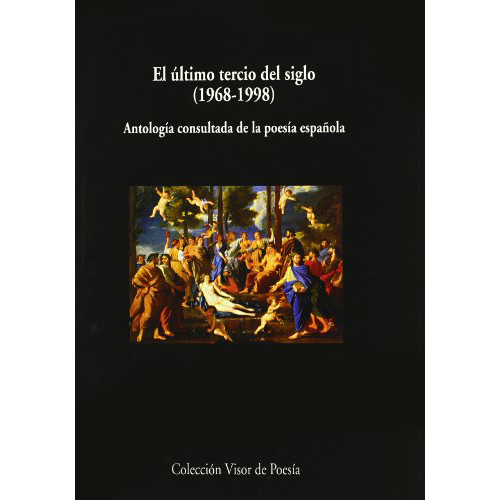 El último tercio del siglo
(1968-1998)
Antología consultada de la poesía española
Colección Visor de Poesía